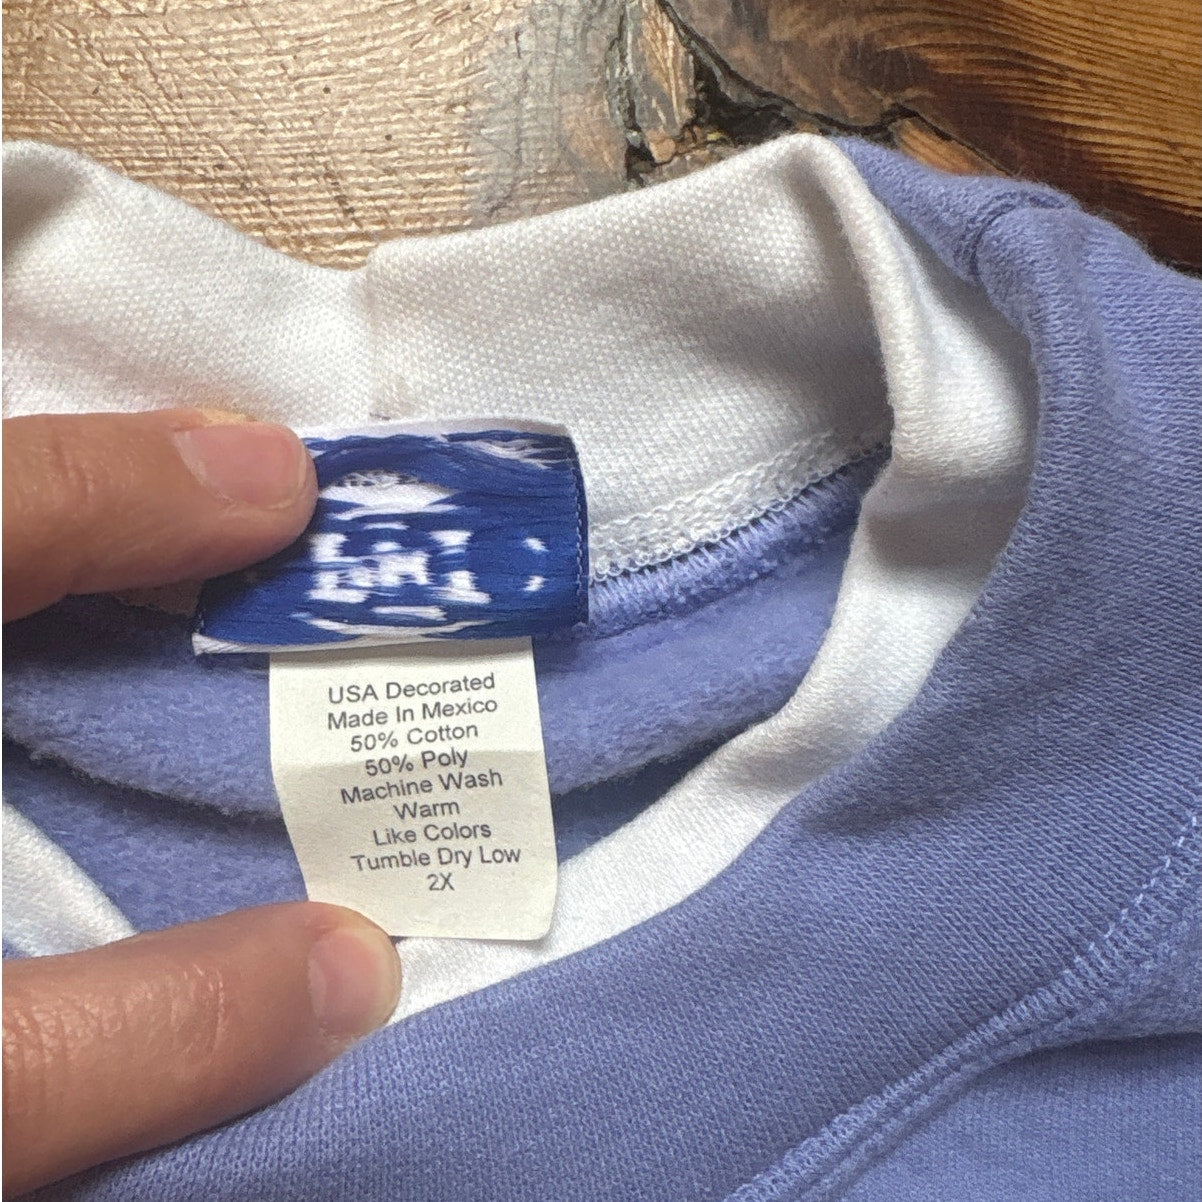 USA Decorated
Made In Mexico
50% Cotton
50% Poly
Machine Wash
Warm
Like Colors
Tumble Dry Low
2X